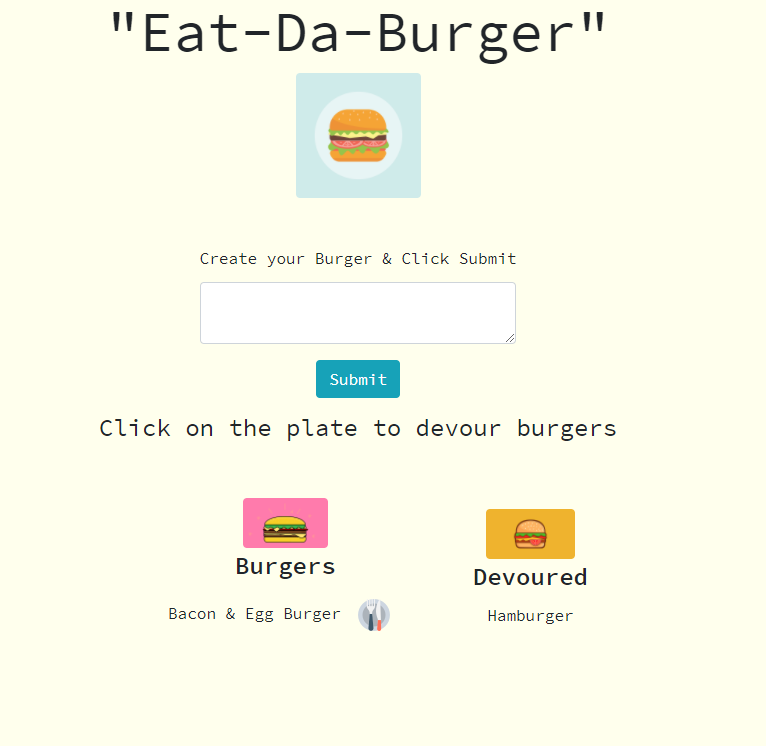 "Eat-Da-Burger"
Create your Burger & Click Submit
Submit
Click on the plate to devour burgers
Burgers
Devoured
Bacon & Egg Burger
Hamburger